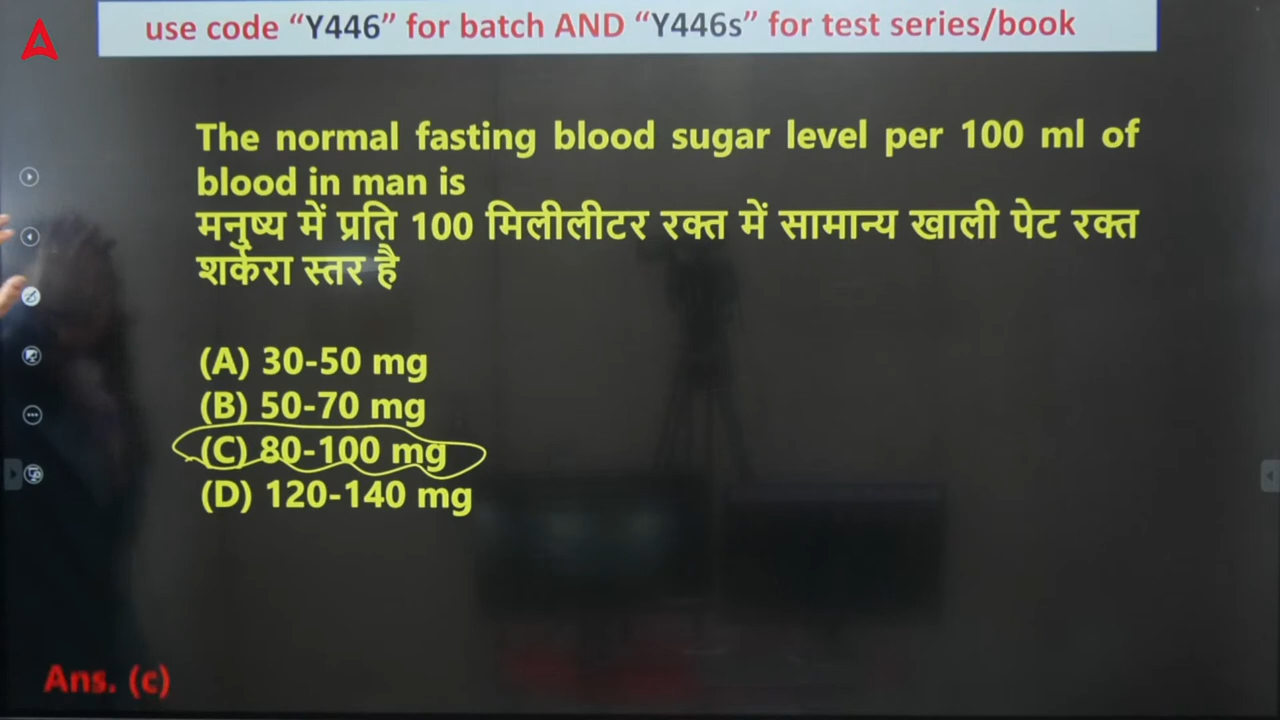 use code “Y446” for batch AND “Y446s” for test series/book
The normal fasting blood sugar level per 100 ml of
blood in man is
मनुष्य में प्रति 100 मिलीलीटर रक्त में सामान्य खाली पेट रक्त
शर्करा स्तर है
(A) 30-50 mg
(B) 50-70 mg
(C) 80-100 mg
(D) 120-140 mg
Ans. (c)